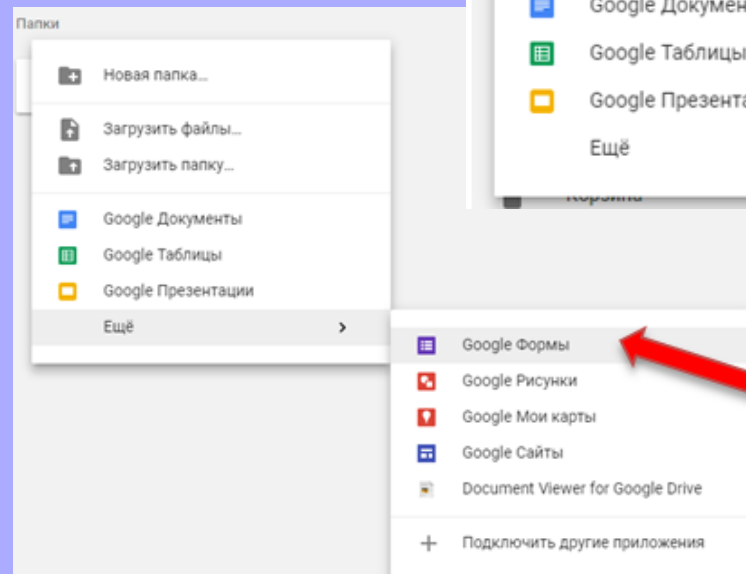 Папки
Новая папка...
Загрузить файлы...
Загрузить папку...
Google Документы
Google Таблицы
Google Презентации
Ещё
Google Таблицы
Ещё
Google Формы
Google Рисунки
Google Мои карты
Google Сайты
Document Viewer for Google Drive
Подключить другие приложения